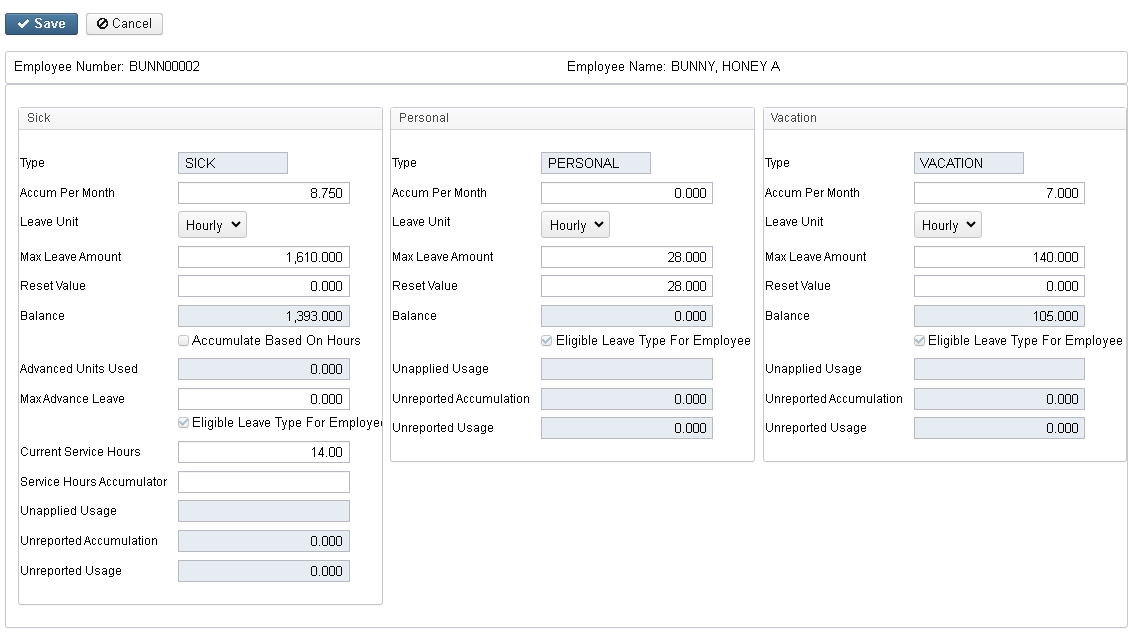 Save Cancel
Employee Number: BUNN00002 Employee Name: BUNNY, HONEY A
Sick
Type SICK
Accum Per Month 8.750
Leave Unit Hourly
Max Leave Amount 1,610.000
Reset Value 0.000
Balance 1,393.000
Accumulate Based On Hours
Advanced Units Used 0.000
Max Advance Leave 0.000
Eligible Leave Type For Employee
Current Service Hours 14.00
Service Hours Accumulator
Unapplied Usage
Unreported Accumulation 0.000
Unreported Usage 0.000
Personal
Type PERSONAL
Accum Per Month 0.000
Leave Unit Hourly
Max Leave Amount 28.000
Reset Value 28.000
Balance 0.000
Eligible Leave Type For Employee
Unapplied Usage
Unreported Accumulation 0.000
Unreported Usage 0.000
Vacation
Type VACATION
Accum Per Month 7.000
Leave Unit Hourly
Max Leave Amount 140.000
Reset Value 0.000
Balance 105.000
Eligible Leave Type For Employee
Unapplied Usage
Unreported Accumulation 0.000
Unreported Usage 0.000